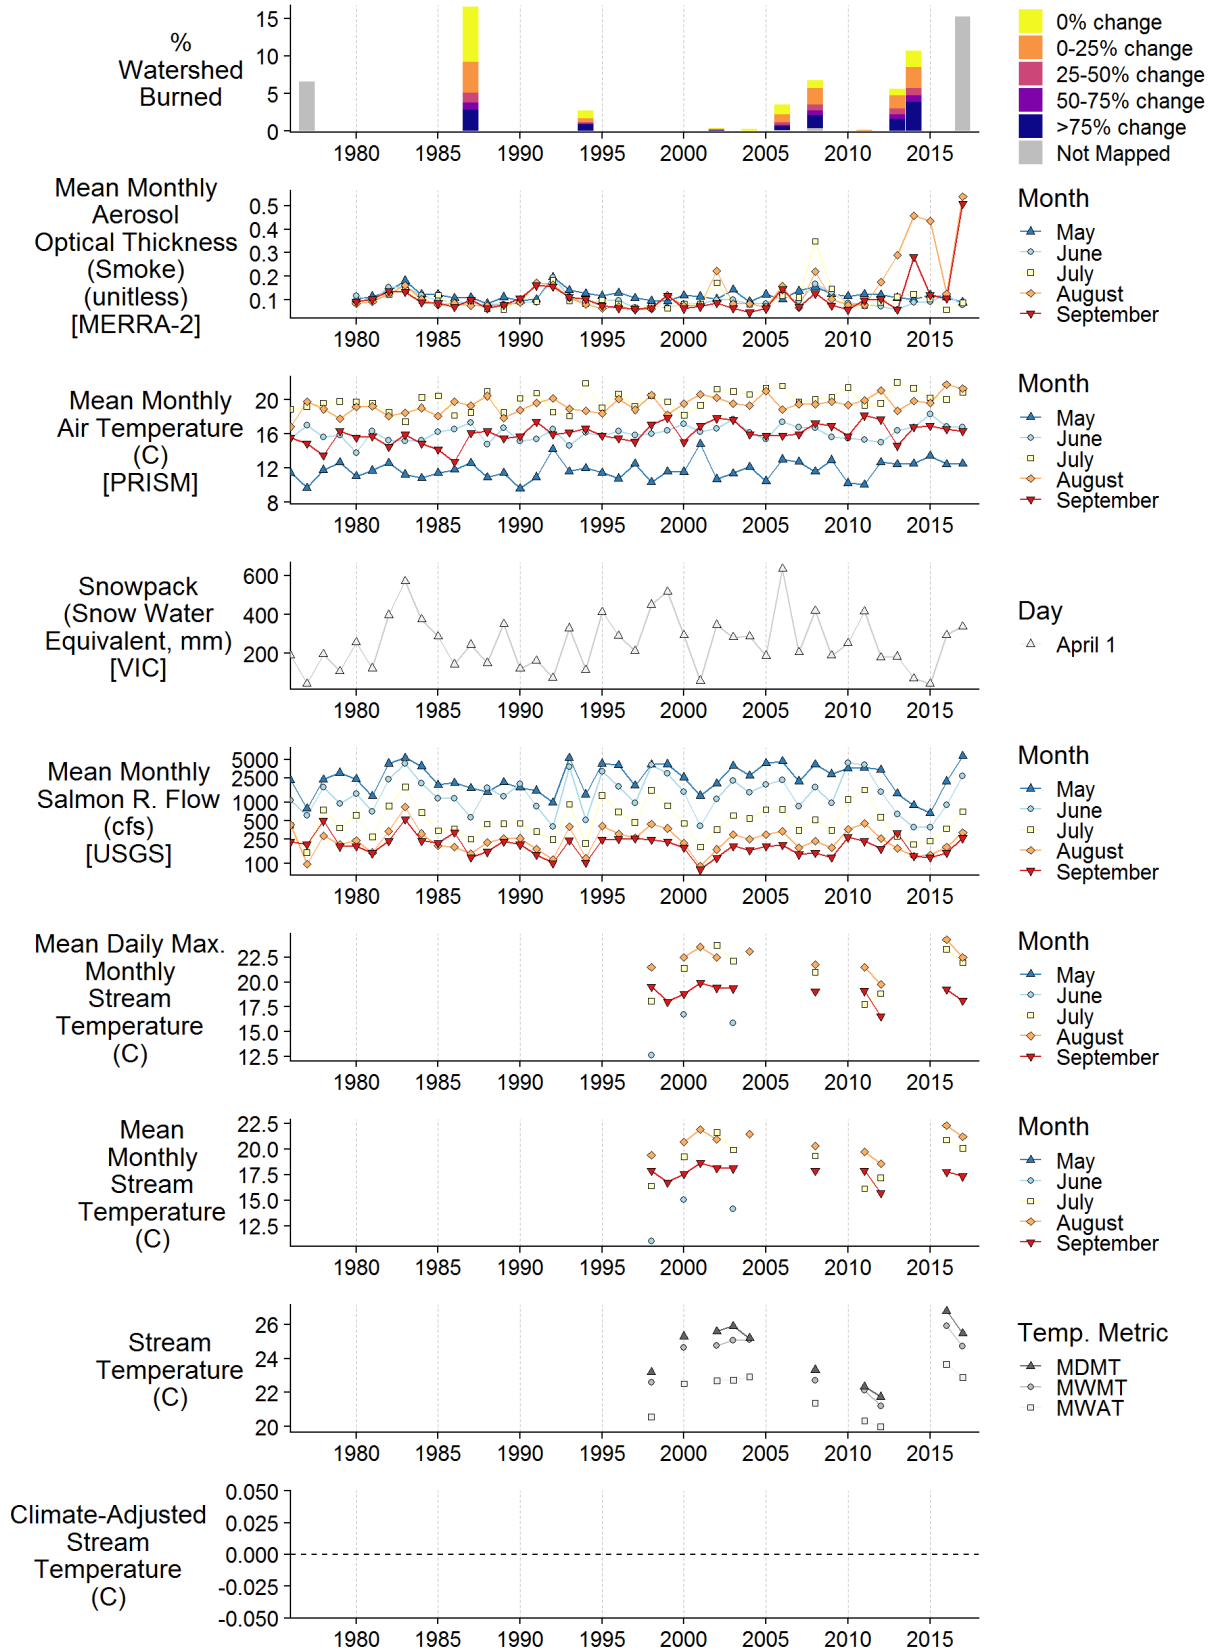 %
Watershed
Burned
15
10
5
0
1980 1985 1990 1995 2000 2005 2010 2015
0% change
0-25% change
25-50% change
50-75% change
>75% change
Not Mapped
Mean Monthly
Aerosol
Optical Thickness
(Smoke)
(unitless)
[MERRA-2]
0.5
0.4
0.3
0.2
0.1
1980 1985 1990 1995 2000 2005 2010 2015
Month
May
June
July
August
September
Mean Monthly
Air Temperature
(C)
[PRISM]
20
16
12
8
1980 1985 1990 1995 2000 2005 2010 2015
Month
May
June
July
August
September
Snowpack
(Snow Water
Equivalent, mm)
[VIC]
600
400
200
1980 1985 1990 1995 2000 2005 2010 2015
Day
April 1
Mean Monthly
Salmon R. Flow
(cfs)
[USGS]
5000
2500
1000
500
250
100
1980 1985 1990 1995 2000 2005 2010 2015
Month
May
June
July
August
September
Mean Daily Max.
Monthly
Stream
Temperature
(C)
22.5
20.0
17.5
15.0
12.5
1980 1985 1990 1995 2000 2005 2010 2015
Month
May
June
July
August
September
Mean
Monthly
Stream
Temperature
(C)
22.5
20.0
17.5
15.0
12.5
1980 1985 1990 1995 2000 2005 2010 2015
Month
May
June
July
August
September
Stream
Temperature
(C)
26
24
22
20
1980 1985 1990 1995 2000 2005 2010 2015
Temp. Metric
MDMT
MWMT
MWAT
Climate-Adjusted
Stream
Temperature
(C)
0.050
0.025
0.000
-0.025
-0.050
1980 1985 1990 1995 2000 2005 2010 2015